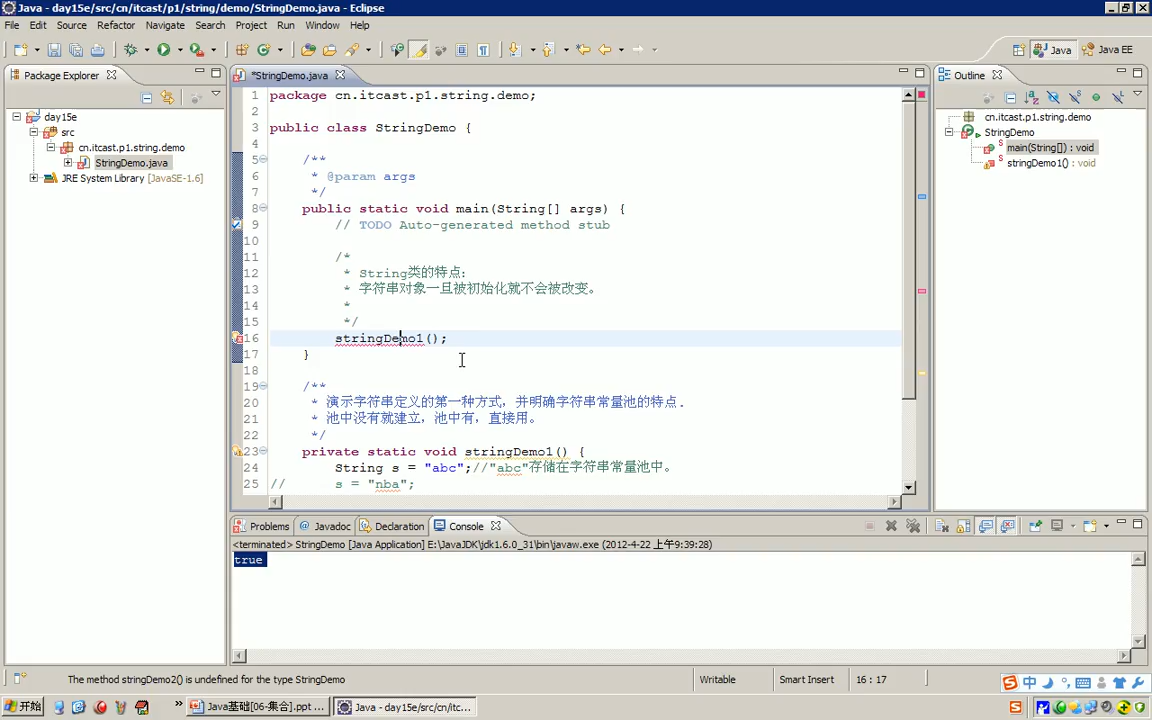 Java - day15e/src/cn/itcast/p1/string/demo/StringDemo.java - Eclipse
File Edit Source Refactor Navigate Search Project Run Window Help
Java Java EE
Package Explorer
day15e
src
cn.itcast.p1.string.demo
StringDemo.java
JRE System Library [JavaSE-1.6]
*StringDemo.java
1 package cn.itcast.p1.string.demo;
2
3 public class StringDemo {
4
5 /**
6 * @param args
7 */
8 public static void main(String[] args) {
9 // TODO Auto-generated method stub
10
11 /*
12 * String类的特点:
13 * 字符串对象一旦被初始化就不会被改变。
14 *
15 */
16 stringDemo1();
17 }
18
19 /**
20 * 演示字符串定义的第一种方式，并明确字符串常量池的特点.
21 * 池中没有就建立，池中有，直接用。
22 */
23 private static void stringDemo1() {
24 String s = "abc";//"abc"存储在字符串常量池中。
25 // s = "nba";
Outline
cn.itcast.p1.string.demo
StringDemo
main(String[]) : void
stringDemo1() : void
Problems @ Javadoc Declaration Console
<terminated> StringDemo [Java Application] E:\JavaJDK\jdk1.6.0_31\bin\javaw.exe (2012-4-22 上午9:39:28)
true
The method stringDemo2() is undefined for the type StringDemo Writable Smart Insert 16 : 17
中
开始 Java基础[06-集合].ppt ... Java - day15e/src/cn/itc...